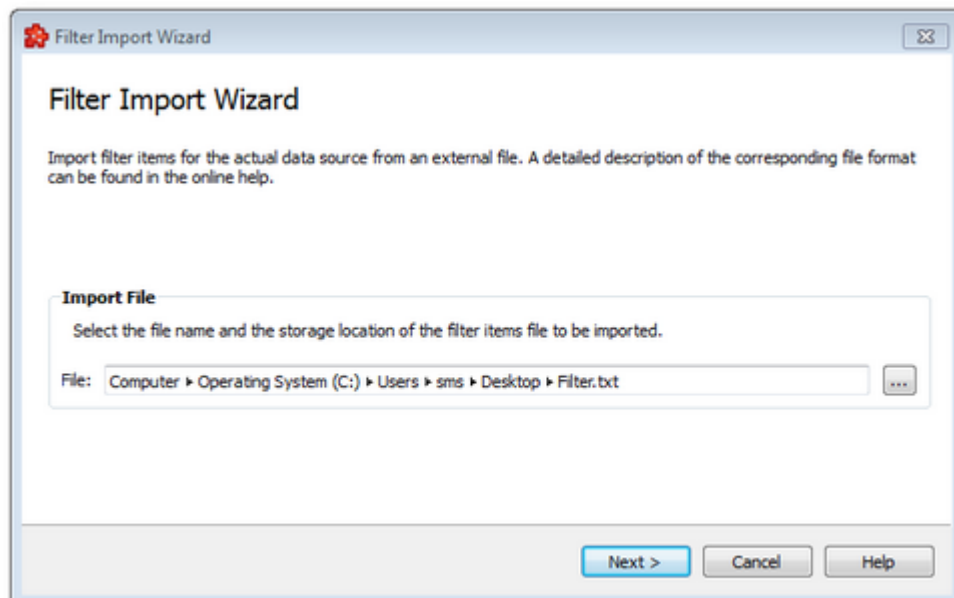 Filter Import Wizard
Filter Import Wizard
Import filter items for the actual data source from an external file. A detailed description of the corresponding file format
can be found in the online help.
Import File
Select the file name and the storage location of the filter items file to be imported.
File: Computer ▸ Operating System (C:) ▸ Users ▸ sms ▸ Desktop ▸ Filter.txt ...
Next > Cancel Help